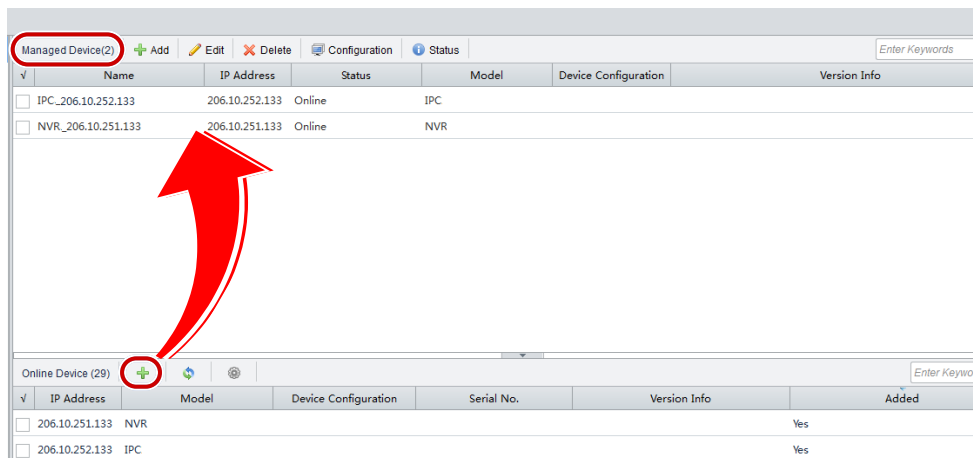 Managed Device(2) Add Edit Delete Configuration Status Enter Keywords
√ Name IP Address Status Model Device Configuration Version Info
IPC_206.10.252.133 206.10.252.133 Online IPC
NVR_206.10.251.133 206.10.251.133 Online NVR
Online Device (29) Enter Keywo
√ IP Address Model Device Configuration Serial No. Version Info Added
206.10.251.133 NVR Yes
206.10.252.133 IPC Yes